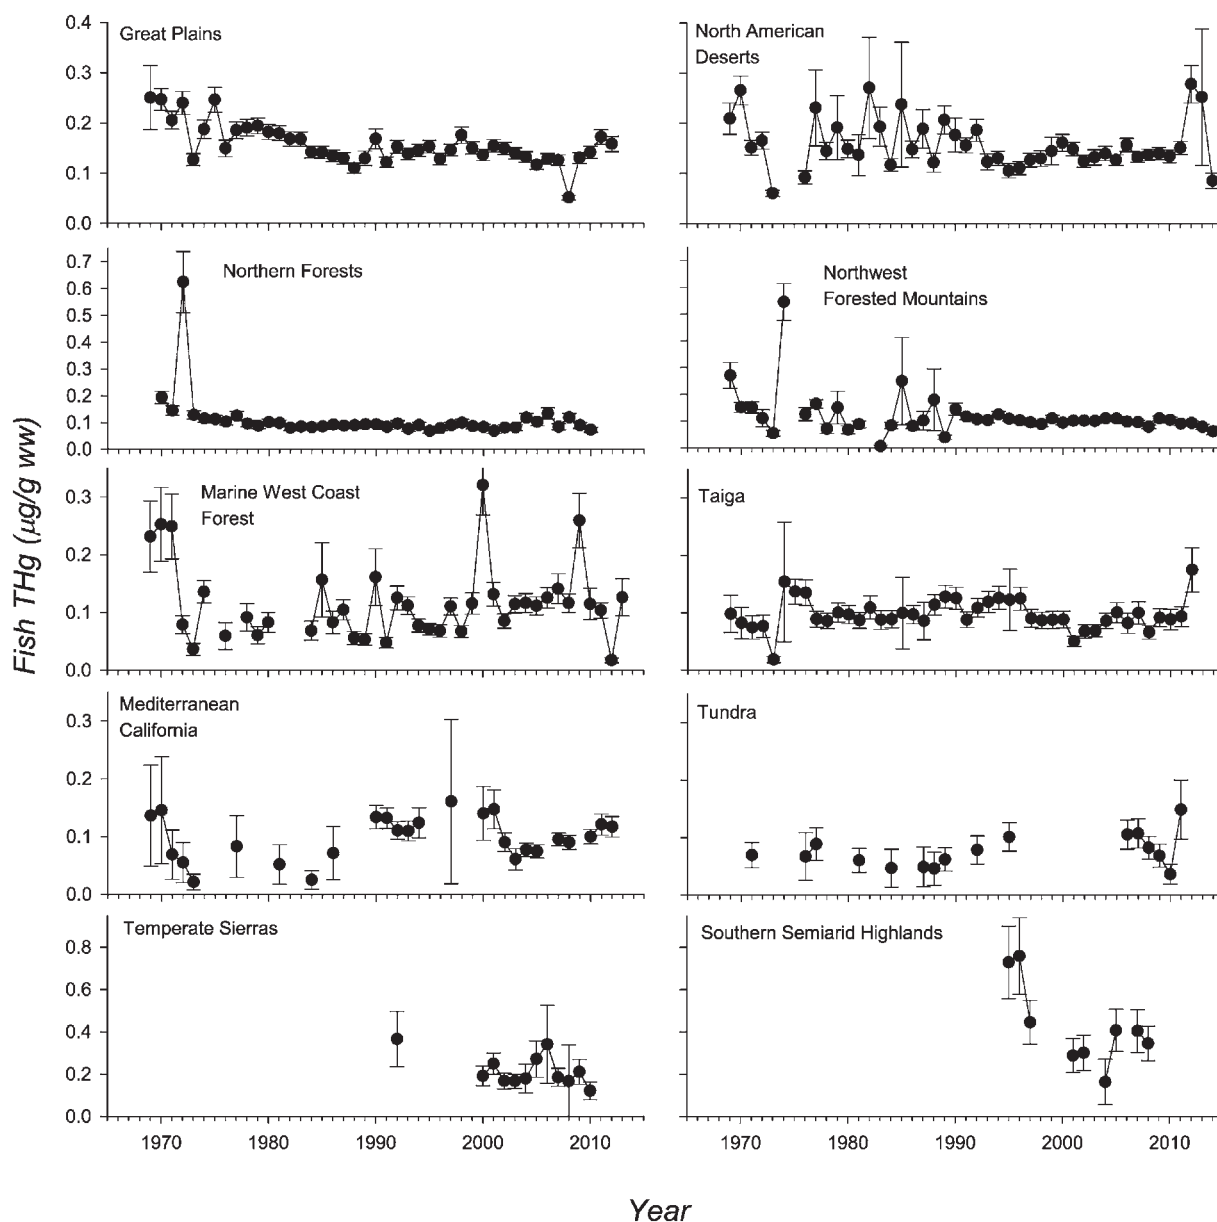 Great Plains
North American
Deserts
0.4
0.3
0.2
0.1
0.0
Northern Forests
Northwest
Forested Mountains
0.7
0.6
0.5
0.4
0.3
0.2
0.1
0.0
Marine West Coast
Forest
Taiga
0.3
0.2
0.1
0.0
Mediterranean
California
Tundra
0.3
0.2
0.1
0.0
Temperate Sierras
Southern Semiarid Highlands
0.8
0.6
0.4
0.2
0.0
1970 1980 1990 2000 2010
1970 1980 1990 2000 2010
Fish THg (μg/g ww)
Year